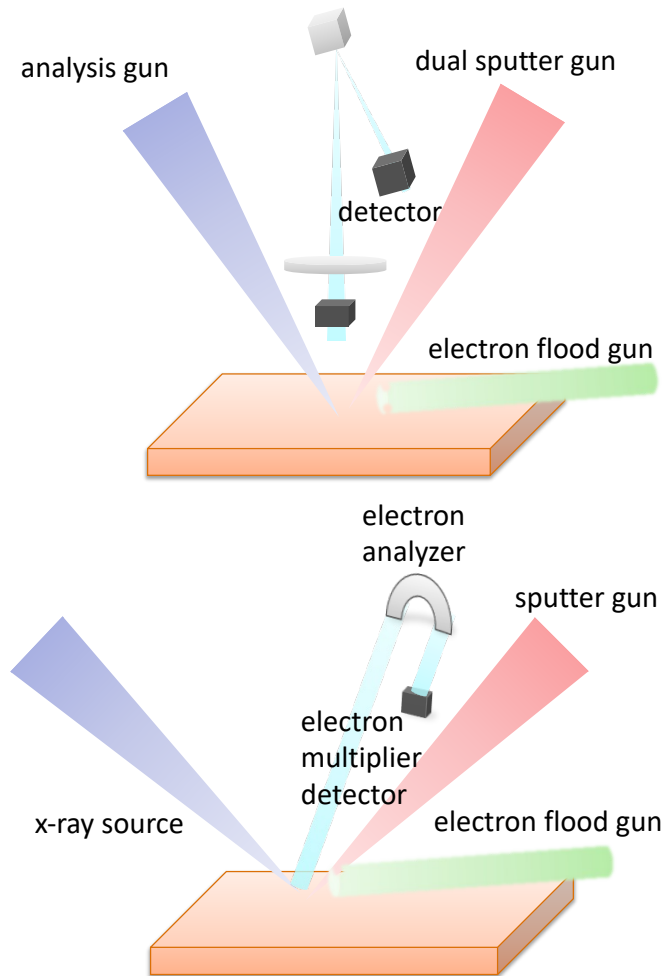 analysis gun
dual sputter gun
detector
electron flood gun
electron
analyzer
sputter gun
electron
multiplier
detector
x-ray source
electron flood gun